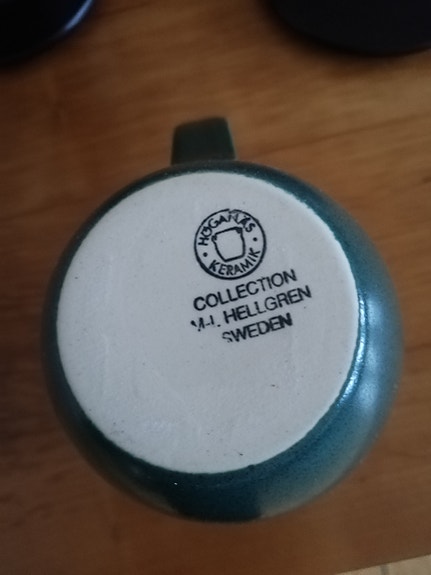 HÖGANÄS
KERAMIK
COLLECTION
M-L HELLGREN
SWEDEN